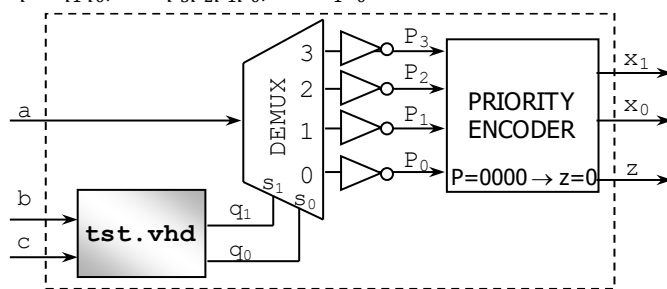 a
b
c
tst.vhd
q1
q0
DEMUX
3
2
1
0
s1
s0
P3
P2
P1
P0
PRIORITY
ENCODER
P=0000 → z=0
x1
x0
z